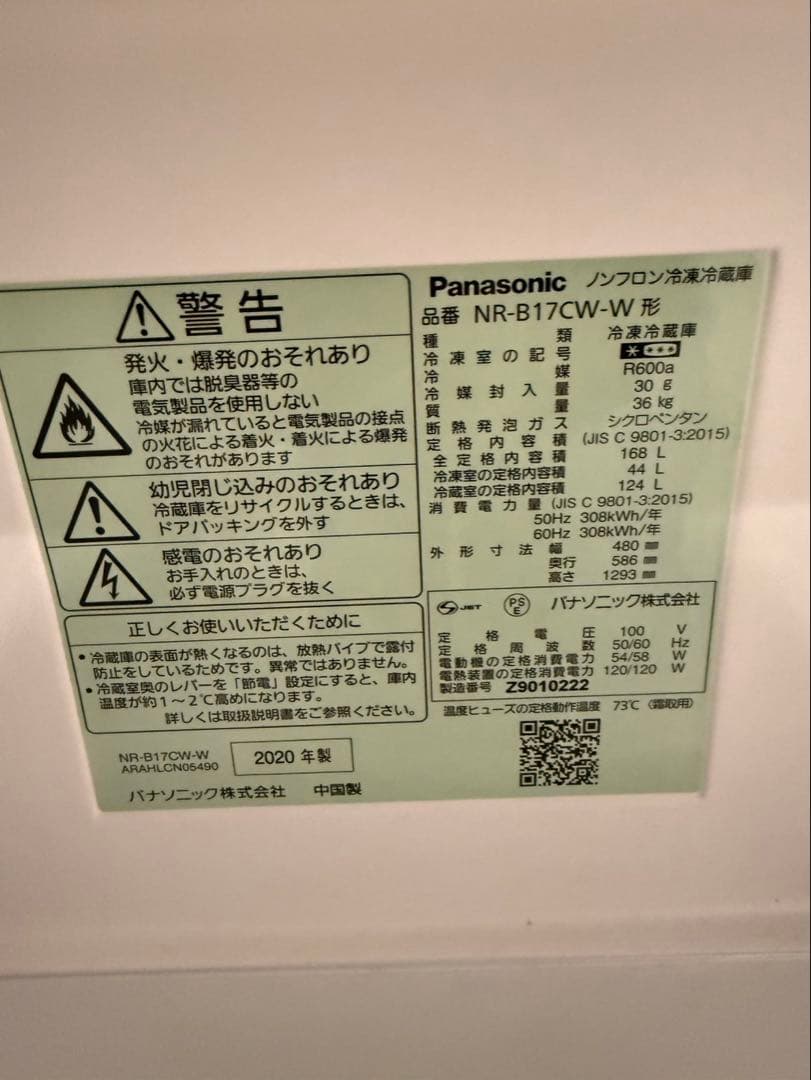 警告
発火・爆発のおそれあり
庫内では脱臭器等の
電気製品を使用しない
冷媒が漏れていると電気製品の接点
の火花による着火・着火による爆発
のおそれがあります
幼児閉じ込みのおそれあり
冷蔵庫をリサイクルするときは、
ドアパッキングを外す
感電のおそれあり
お手入れのときは、
必ず電源プラグを抜く
正しくお使いいただくために
・冷蔵庫の表面が熱くなるのは、放熱パイプで露付
防止をしているためです。異常ではありません。
・冷蔵室奥のレバーを「節電」設定にすると、庫内
温度が約1～2℃高めになります。
詳しくは取扱説明書をご参照ください。
NR-B17CW-W
ARAHLCN05490
2020 年製
パナソニック株式会社 中国製
Panasonic ノンフロン冷凍冷蔵庫
品番 NR-B17CW-W 形
種類 冷凍冷蔵庫
冷凍室の記号
冷媒 R600a
冷媒封入量 30 g
質量 36 kg
断熱発泡ガス シクロペンタン
定格内容積 (JIS C 9801-3:2015)
全定格内容積 168 L
冷凍室の定格内容積 44 L
冷蔵室の定格内容積 124 L
消費電力量 (JIS C 9801-3:2015)
50Hz 308kWh/年
60Hz 308kWh/年
外形寸法 幅 480 mm
奥行 586 mm
高さ 1293 mm
JET PSE パナソニック株式会社
定格電圧 100 V
定格周波数 50/60 Hz
電動機の定格消費電力 54/58 W
電熱装置の定格消費電力 120/120 W
製造番号 Z9010222
温度ヒューズの定格動作温度 73℃ (霜取用)